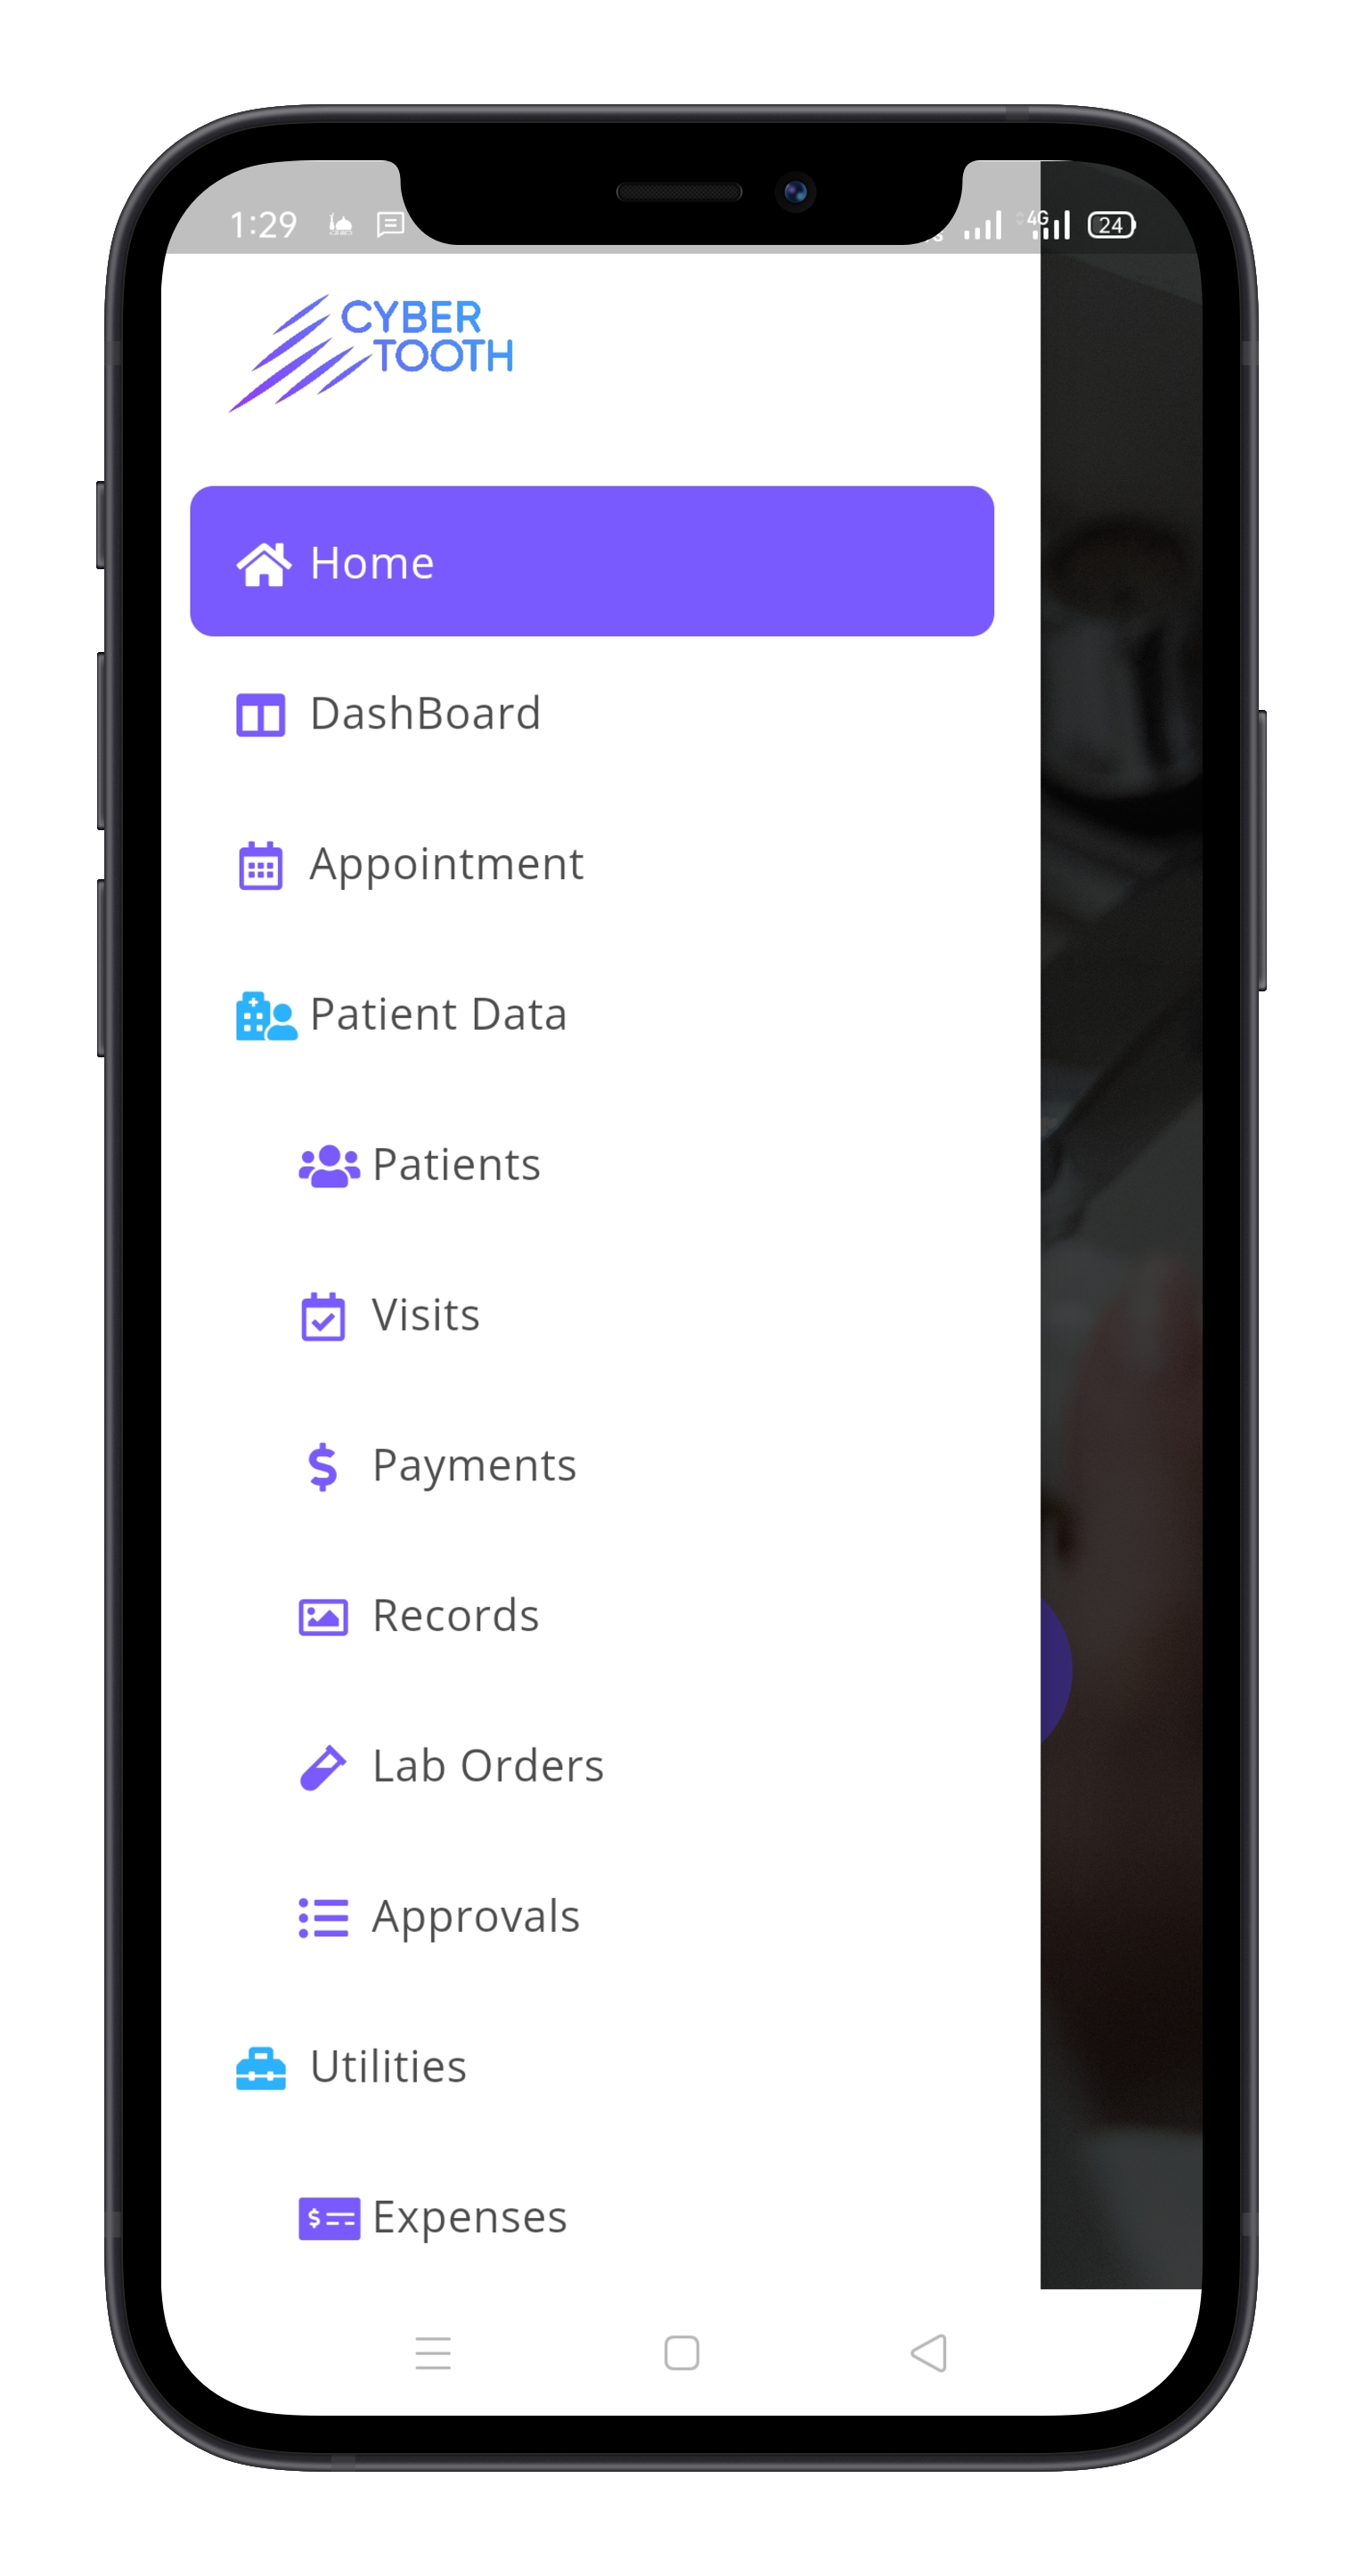 1:29 4G 24
CYBER
TOOTH
Home
DashBoard
Appointment
Patient Data
Patients
Visits
Payments
Records
Lab Orders
Approvals
Utilities
Expenses